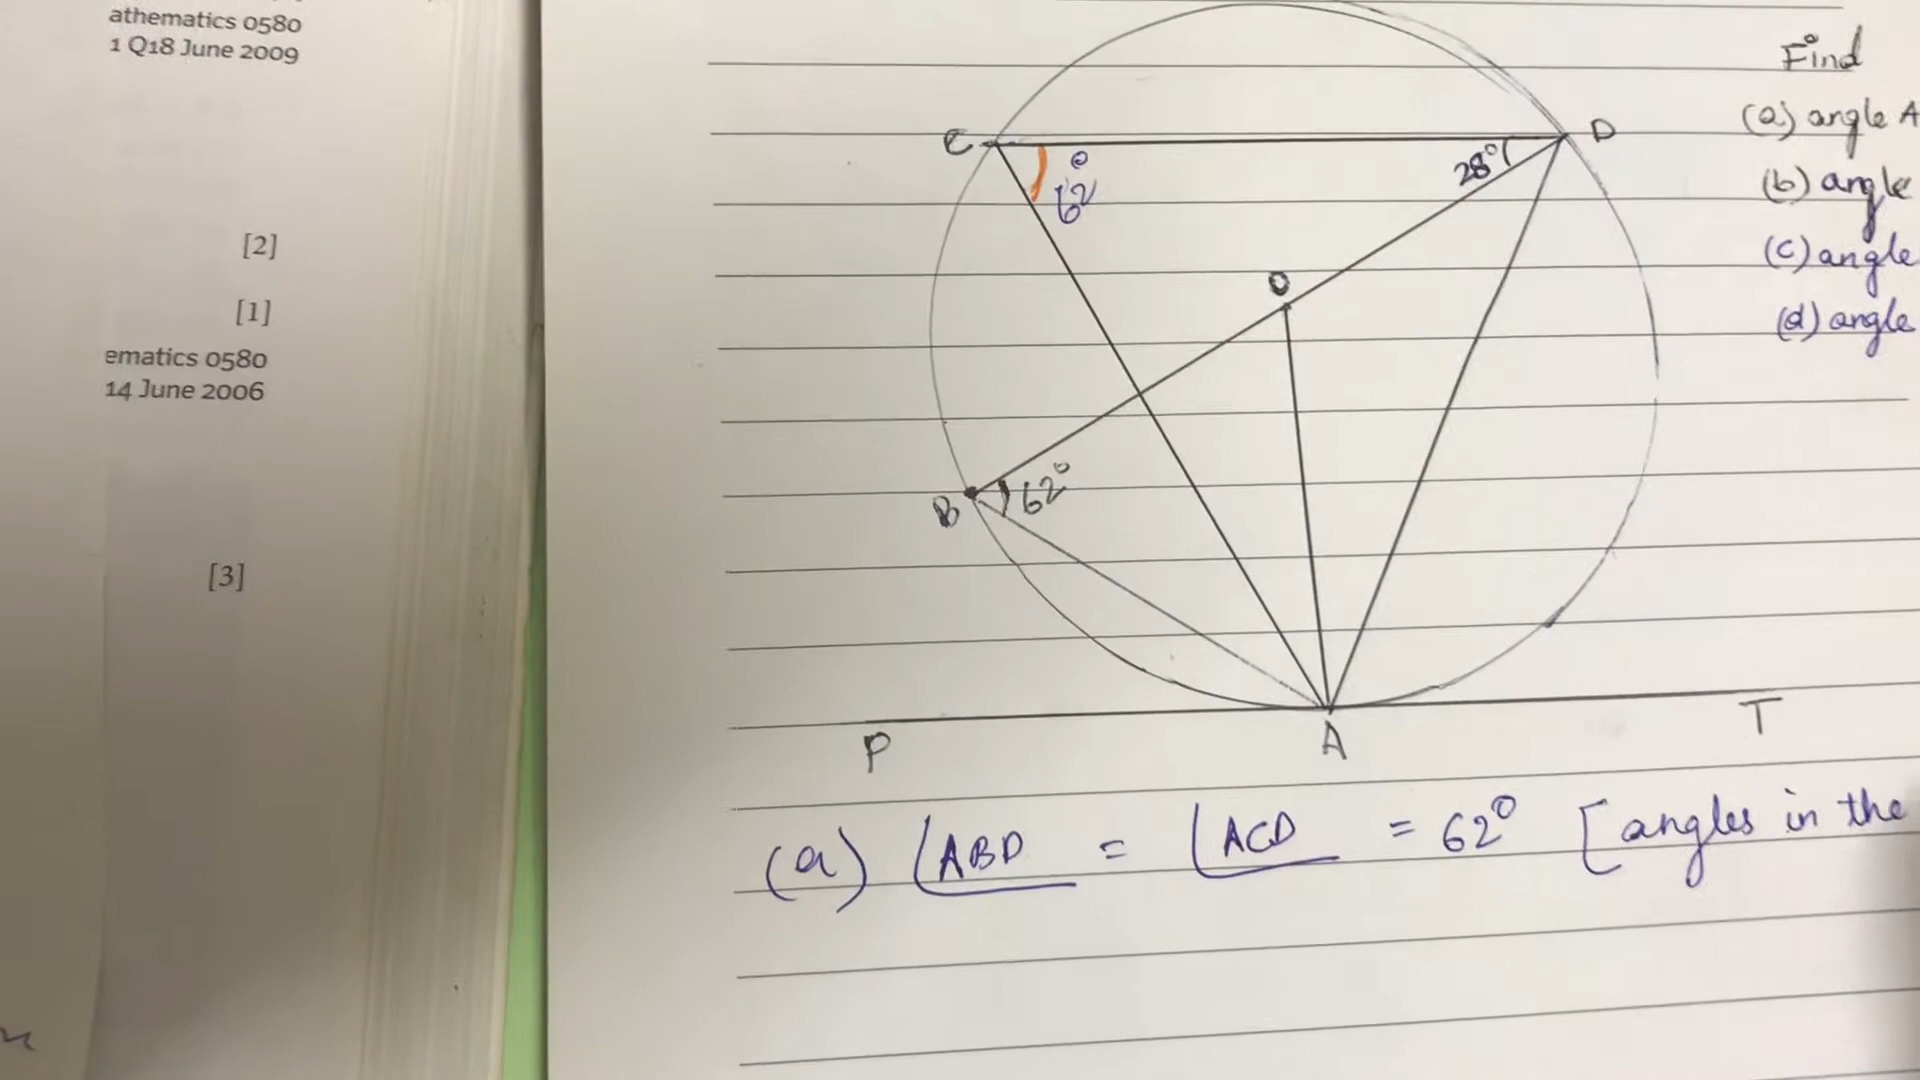 athematics 0580
1 Q18 June 2009
[2]
[1]
ematics 0580
14 June 2006
[3]
Find
(a) angle A
(b) angle
(c) angle
(d) angle
C
D
62°
28°
O
B
62°
P
A
T
(a) ∠ABD = ∠ACD = 62° [angles in the